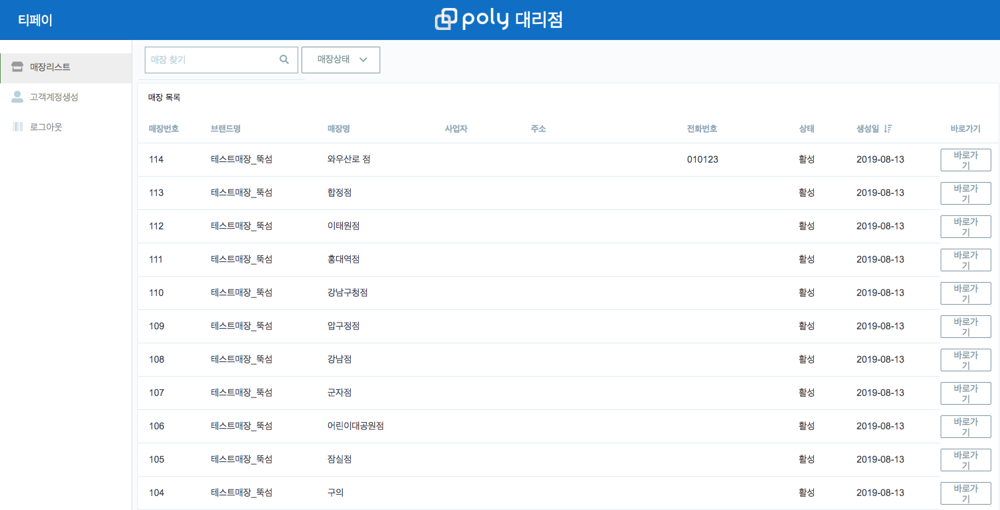 티페이
poly 대리점
매장리스트
고객계정생성
로그아웃
매장 찾기
매장상태
매장 목록
매장번호 브랜드명 매장명 사업자 주소 전화번호 상태 생성일 바로가기
114 테스트매장_뚝섬 와우산로 점 010123 활성 2019-08-13 바로가
기
113 테스트매장_뚝섬 합정점 활성 2019-08-13 바로가
기
112 테스트매장_뚝섬 이태원점 활성 2019-08-13 바로가
기
111 테스트매장_뚝섬 홍대역점 활성 2019-08-13 바로가
기
110 테스트매장_뚝섬 강남구청점 활성 2019-08-13 바로가
기
109 테스트매장_뚝섬 압구정점 활성 2019-08-13 바로가
기
108 테스트매장_뚝섬 강남점 활성 2019-08-13 바로가
기
107 테스트매장_뚝섬 군자점 활성 2019-08-13 바로가
기
106 테스트매장_뚝섬 어린이대공원점 활성 2019-08-13 바로가
기
105 테스트매장_뚝섬 잠실점 활성 2019-08-13 바로가
기
104 테스트매장_뚝섬 구의 활성 2019-08-13 바로가
기